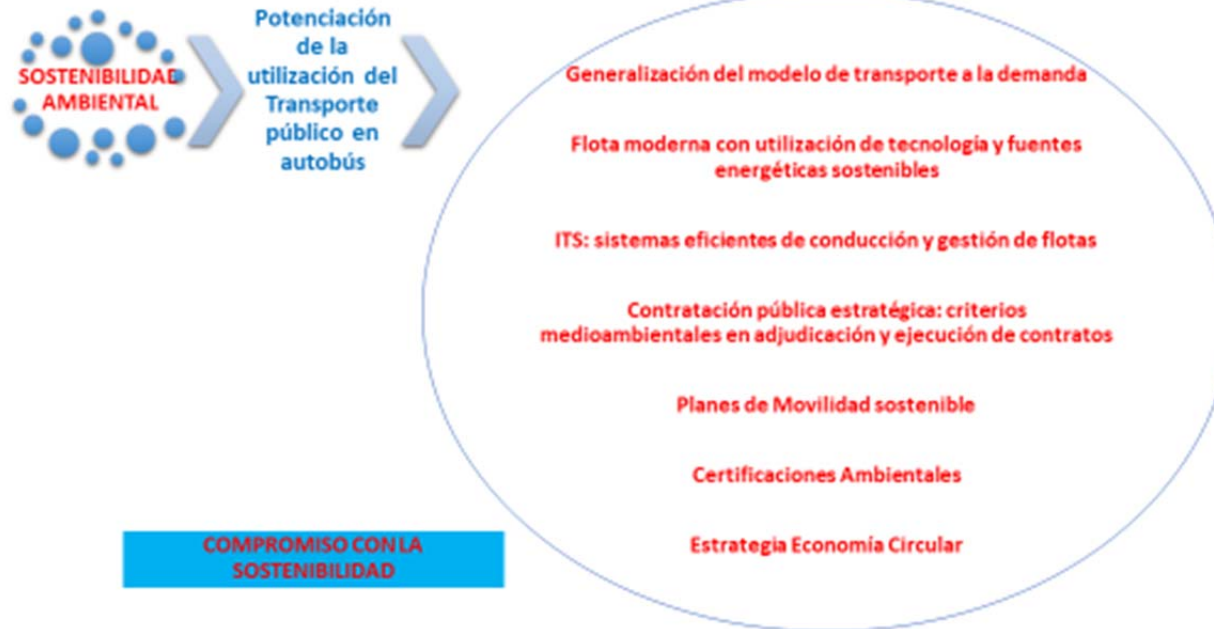 SOSTENIBILIDAD
AMBIENTAL
Potenciación
de la
utilización del
Transporte
público en
autobús
Generalización del modelo de transporte a la demanda
Flota moderna con utilización de tecnología y fuentes
energéticas sostenibles
ITS: sistemas eficientes de conducción y gestión de flotas
Contratación pública estratégica: criterios
medioambientales en adjudicación y ejecución de contratos
Planes de Movilidad sostenible
Certificaciones Ambientales
Estrategia Economía Circular
COMPROMISO CON LA
SOSTENIBILIDAD